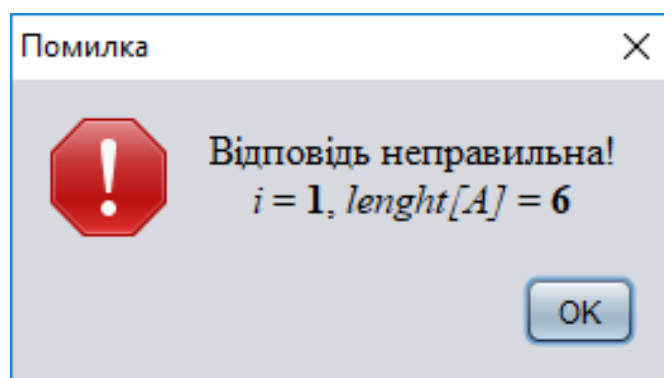 Помилка
Відповідь неправильна!
i = 1, lenght[A] = 6
OK